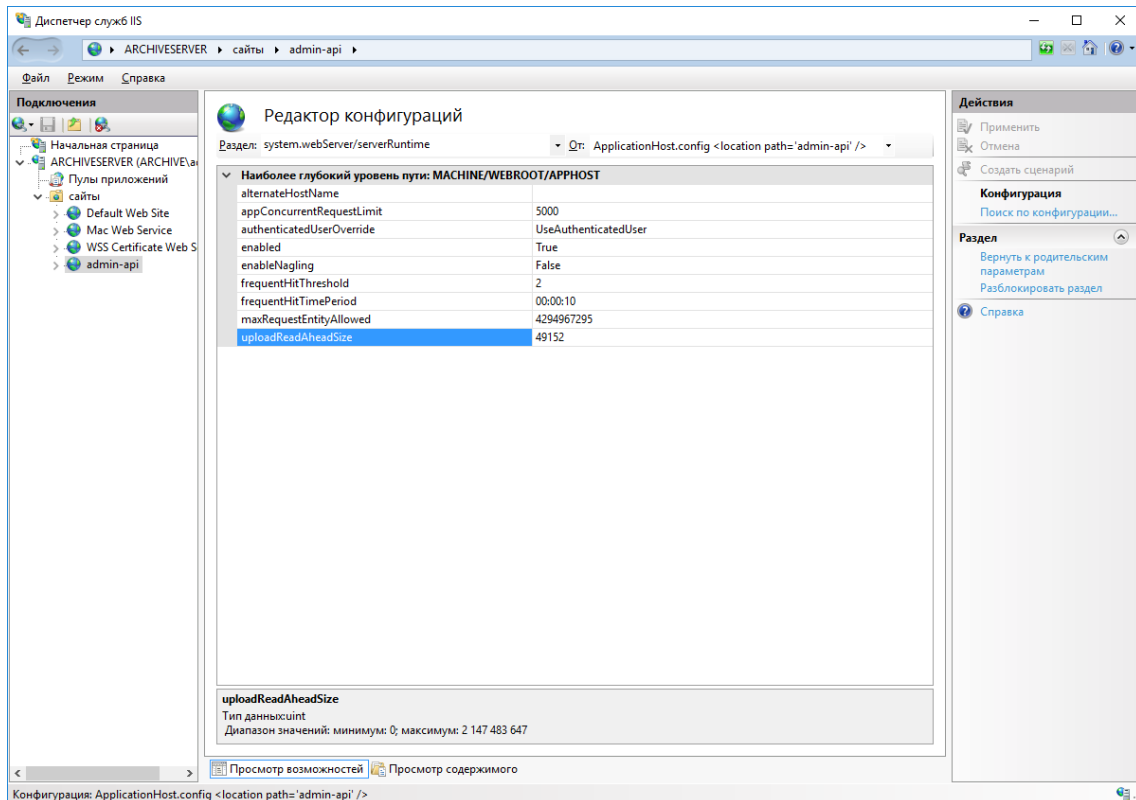 Диспетчер служб IIS
ARCHIVESERVER ▸ сайты ▸ admin-api ▸
Файл Режим Справка
Подключения
Начальная страница
ARCHIVESERVER (ARCHIVE\
Пулы приложений
сайты
Default Web Site
Mac Web Service
WSS Certificate Web S
admin-api
Редактор конфигураций
Раздел: system.webServer/serverRuntime От: ApplicationHost.config <location path='admin-api' />
Наиболее глубокий уровень пути: MACHINE/WEBROOT/APPHOST
alternateHostName
appConcurrentRequestLimit 5000
authenticatedUserOverride UseAuthenticatedUser
enabled True
enableNagling False
frequentHitThreshold 2
frequentHitTimePeriod 00:00:10
maxRequestEntityAllowed 4294967295
uploadReadAheadSize 49152
uploadReadAheadSize
Тип данных:uint
Диапазон значений: минимум: 0; максимум: 2 147 483 647
Просмотр возможностей Просмотр содержимого
Действия
Применить
Отмена
Создать сценарий
Конфигурация
Поиск по конфигурации...
Раздел
Вернуть к родительским
параметрам
Разблокировать раздел
Справка
Конфигурация: ApplicationHost.config <location path='admin-api' />